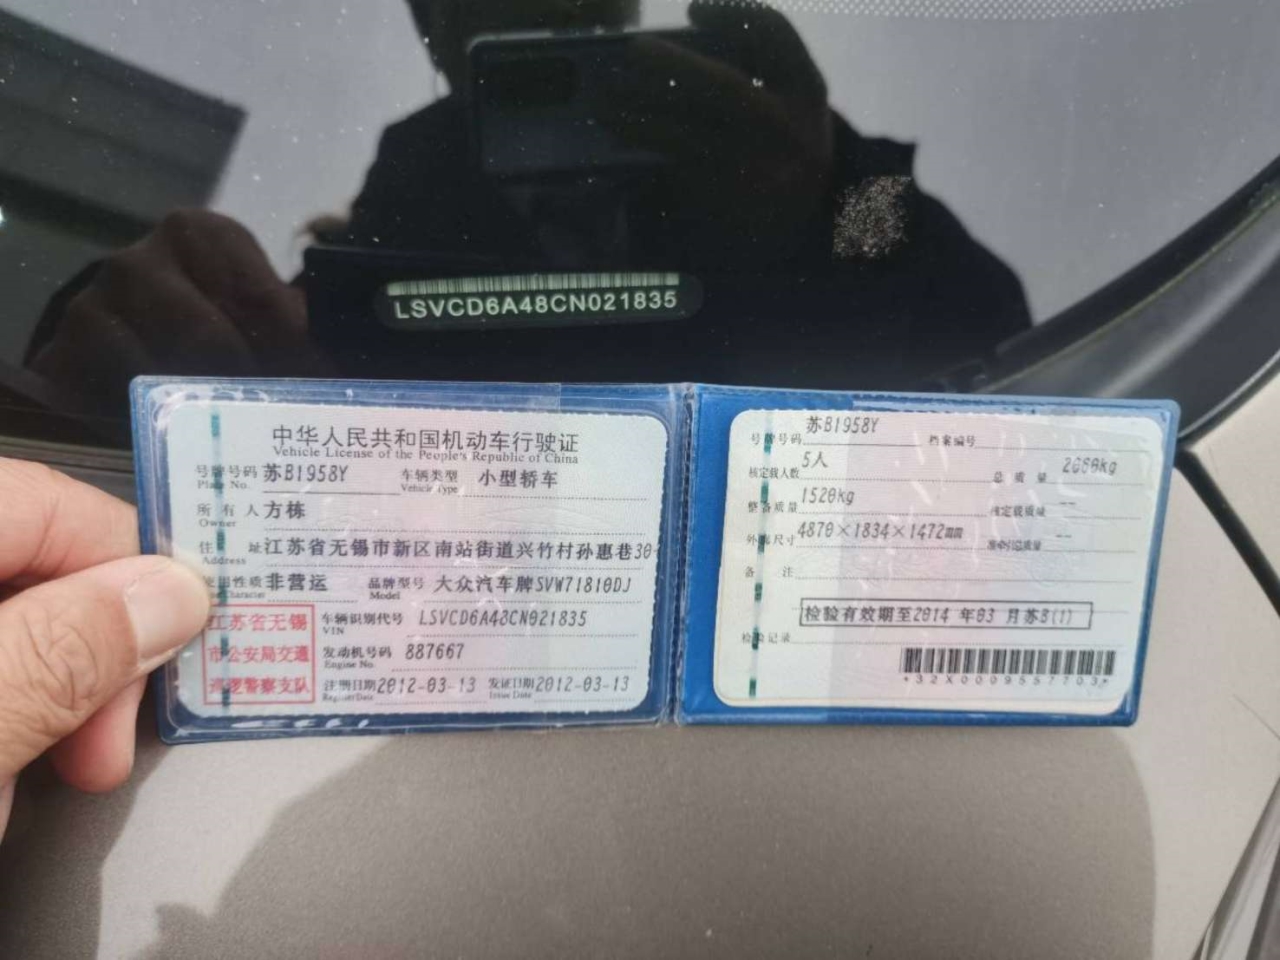 LSVCD6A48CN021835
中华人民共和国机动车行驶证
Vehicle License of the People's Republic of China
号牌号码 苏B1958Y 车辆类型 小型轿车
Plate No. Vehicle Type
所有人 方栋
Owner
住址 江苏省无锡市新区南站街道兴竹村孙惠巷30
Address
使用性质 非营运 品牌型号 大众汽车牌SVW71810DJ
Character Model
江苏省无锡
市公安局交通
巡逻警察支队
车辆识别代号 LSVCD6A48CN021835
VIN
发动机号码 887667
Engine No.
注册日期 2012-03-13 发证日期 2012-03-13
Register Date Issue Date
号牌号码 苏B1958Y 档案编号
核定载人数 5人 总质量 2080kg
整备质量 1520kg 核定载质量 --
外廓尺寸 4870×1834×1472mm 准牵引总质量 --
备注
检验有效期至2014 年03 月苏B(1)
检验记录
*32X0009557703*